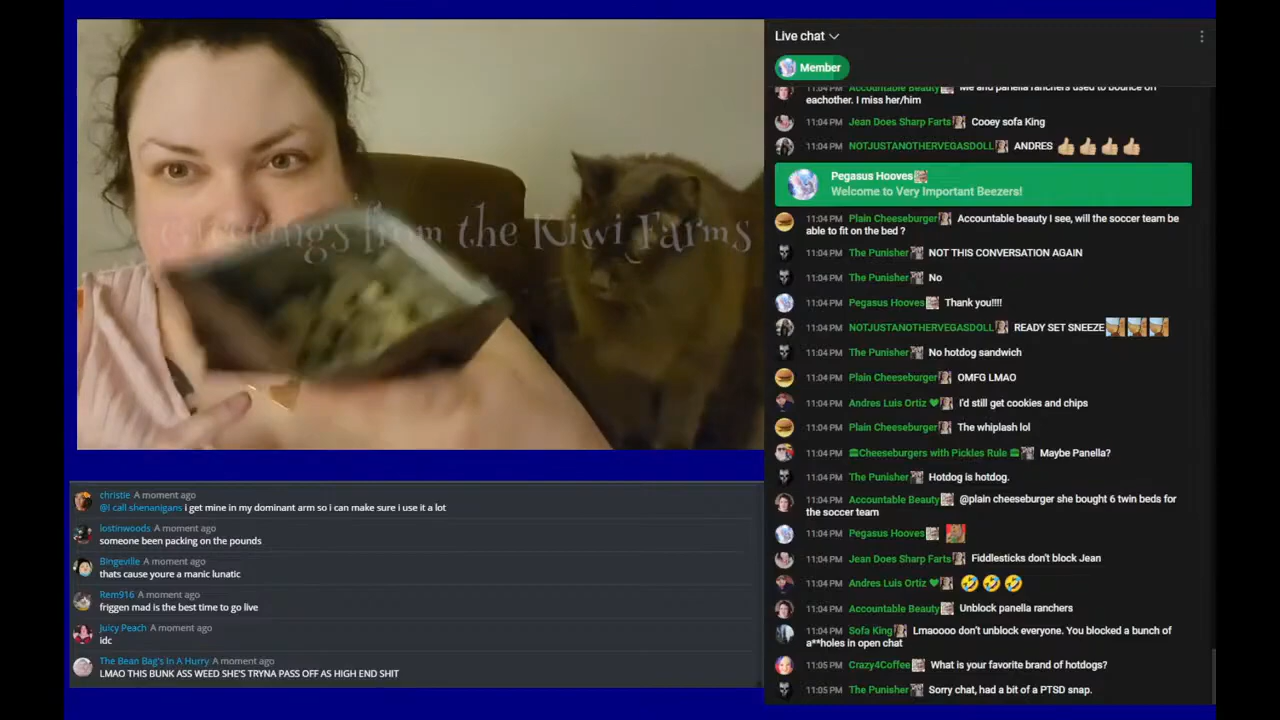 from the Kiwi Farms
christie A moment ago
@I call shenanigans i get mine in my dominant arm so i can make sure i use it a lot
lostinwoods A moment ago
someone been packing on the pounds
Bingeville A moment ago
thats cause youre a manic lunatic
Rem916 A moment ago
friggen mad is the best time to go live
Juicy Peach A moment ago
idc
The Bean Bag's In A Hurry A moment ago
LMAO THIS BUNK ASS WEED SHE'S TRYNA PASS OFF AS HIGH END SHIT
Live chat
Member
11:04 PM Accountable Beauty Me and panella ranchers used to bounce on
eachother. I miss her/him
11:04 PM Jean Does Sharp Farts Cooey sofa King
11:04 PM NOTJUSTANOTHERVEGASDOLL ANDRES 👍🏼👍🏼👍🏼👍🏼
Pegasus Hooves
Welcome to Very Important Beezers!
11:04 PM Plain Cheeseburger Accountable beauty I see, will the soccer team be
able to fit on the bed ?
11:04 PM The Punisher NOT THIS CONVERSATION AGAIN
11:04 PM The Punisher No
11:04 PM Pegasus Hooves Thank you!!!!
11:04 PM NOTJUSTANOTHERVEGASDOLL READY SET SNEEZE
11:04 PM The Punisher No hotdog sandwich
11:04 PM Plain Cheeseburger OMFG LMAO
11:04 PM Andres Luis Ortiz I'd still get cookies and chips
11:04 PM Plain Cheeseburger The whiplash lol
11:04 PM Cheeseburgers with Pickles Rule Maybe Panella?
11:04 PM The Punisher Hotdog is hotdog.
11:04 PM Accountable Beauty @plain cheeseburger she bought 6 twin beds for
the soccer team
11:04 PM Pegasus Hooves
11:04 PM Jean Does Sharp Farts Fiddlesticks don't block Jean
11:04 PM Andres Luis Ortiz 🤣🤣🤣
11:04 PM Accountable Beauty Unblock panella ranchers
11:04 PM Sofa King Lmaoooo don't unblock everyone. You blocked a bunch of
a**holes in open chat
11:05 PM Crazy4Coffee What is your favorite brand of hotdogs?
11:05 PM The Punisher Sorry chat, had a bit of a PTSD snap.